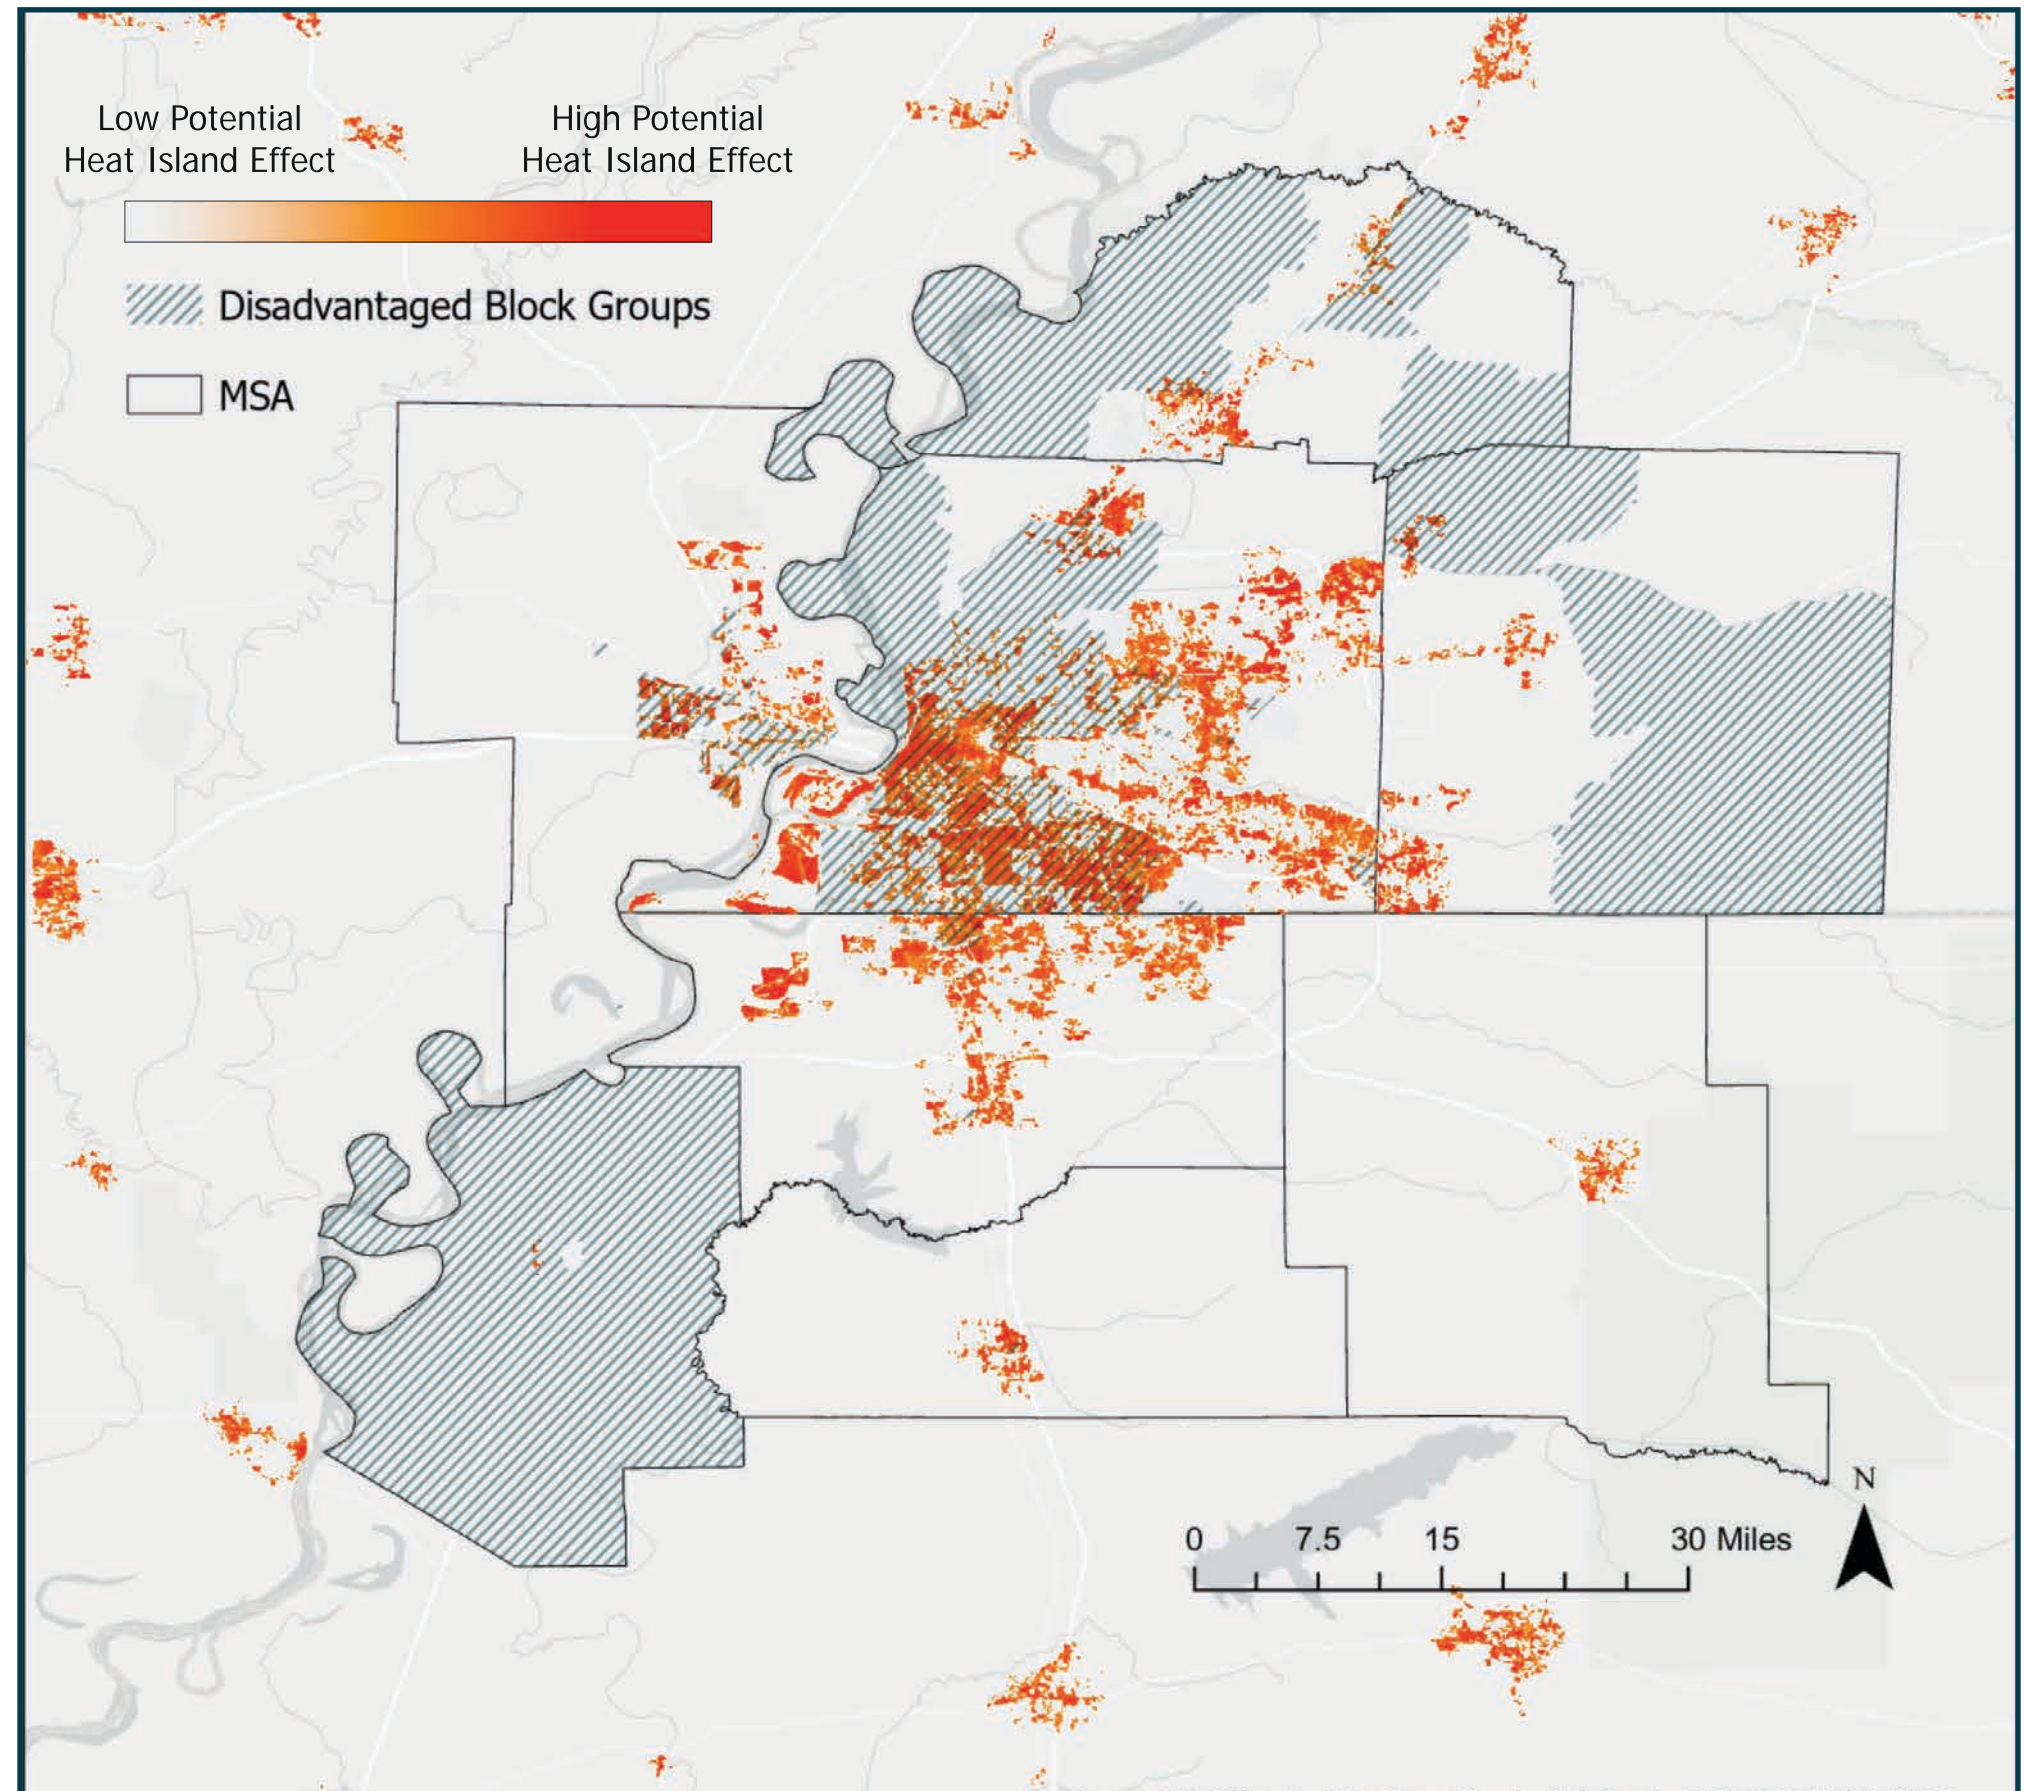 Low Potential
Heat Island Effect
High Potential
Heat Island Effect
Disadvantaged Block Groups
MSA
N
0 7.5 15 30 Miles